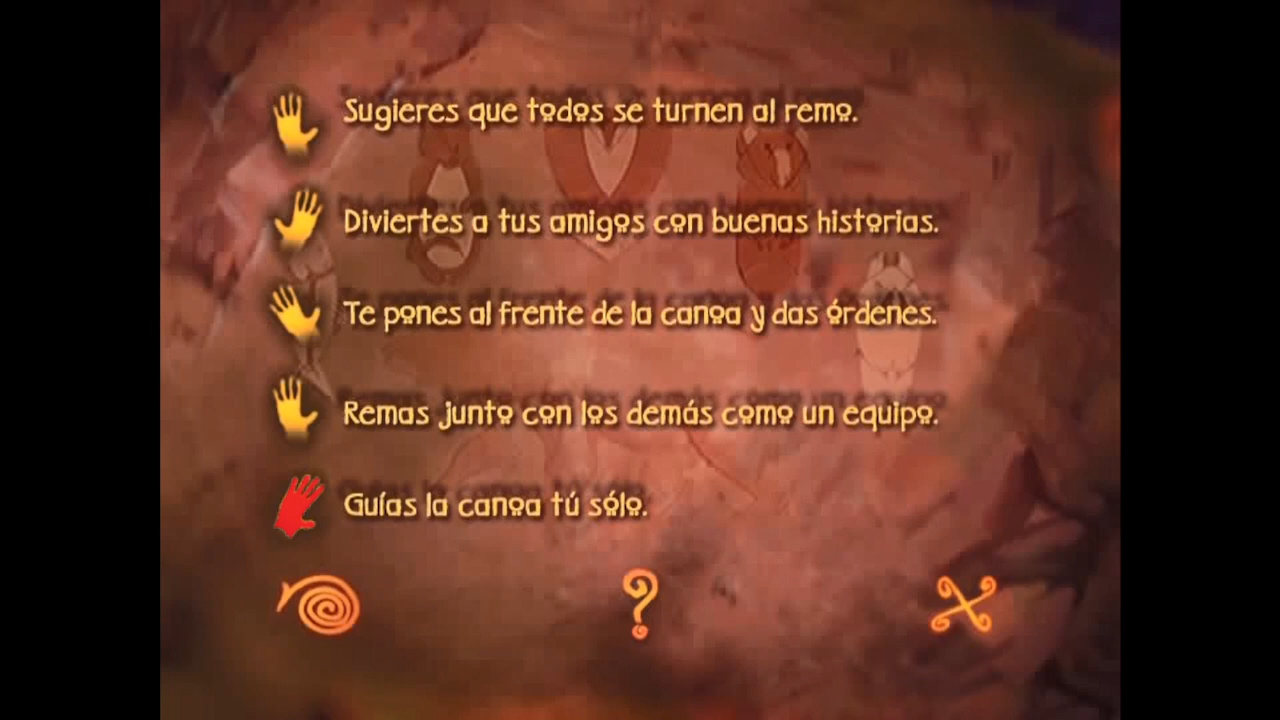 Sugieres que todos se turnen al remo.
Diviertes a tus amigos con buenas historias.
Te pones al frente de la canoa y das órdenes.
Remas junto con los demás como un equipo.
Guías la canoa tú sólo.
?